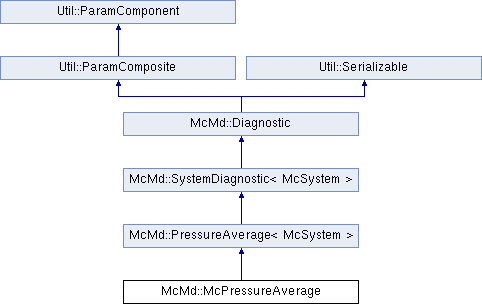 Util::ParamComponent
Util::ParamComposite
Util::Serializable
McMd::Diagnostic
McMd::SystemDiagnostic< McSystem >
McMd::PressureAverage< McSystem >
McMd::McPressureAverage